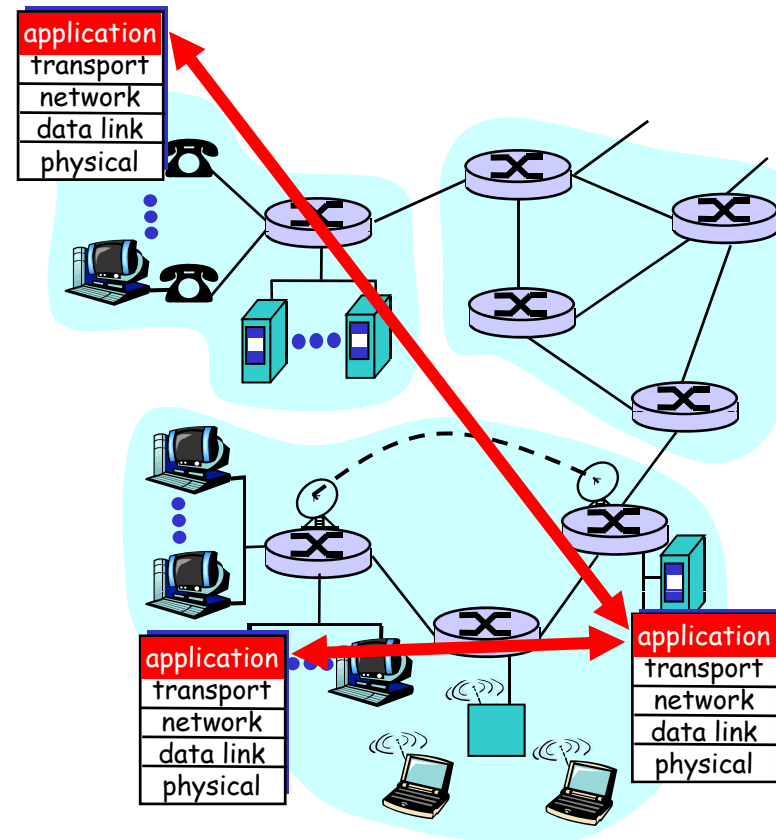 application
transport
network
data link
physical
application
transport
network
data link
physical
application
transport
network
data link
physical